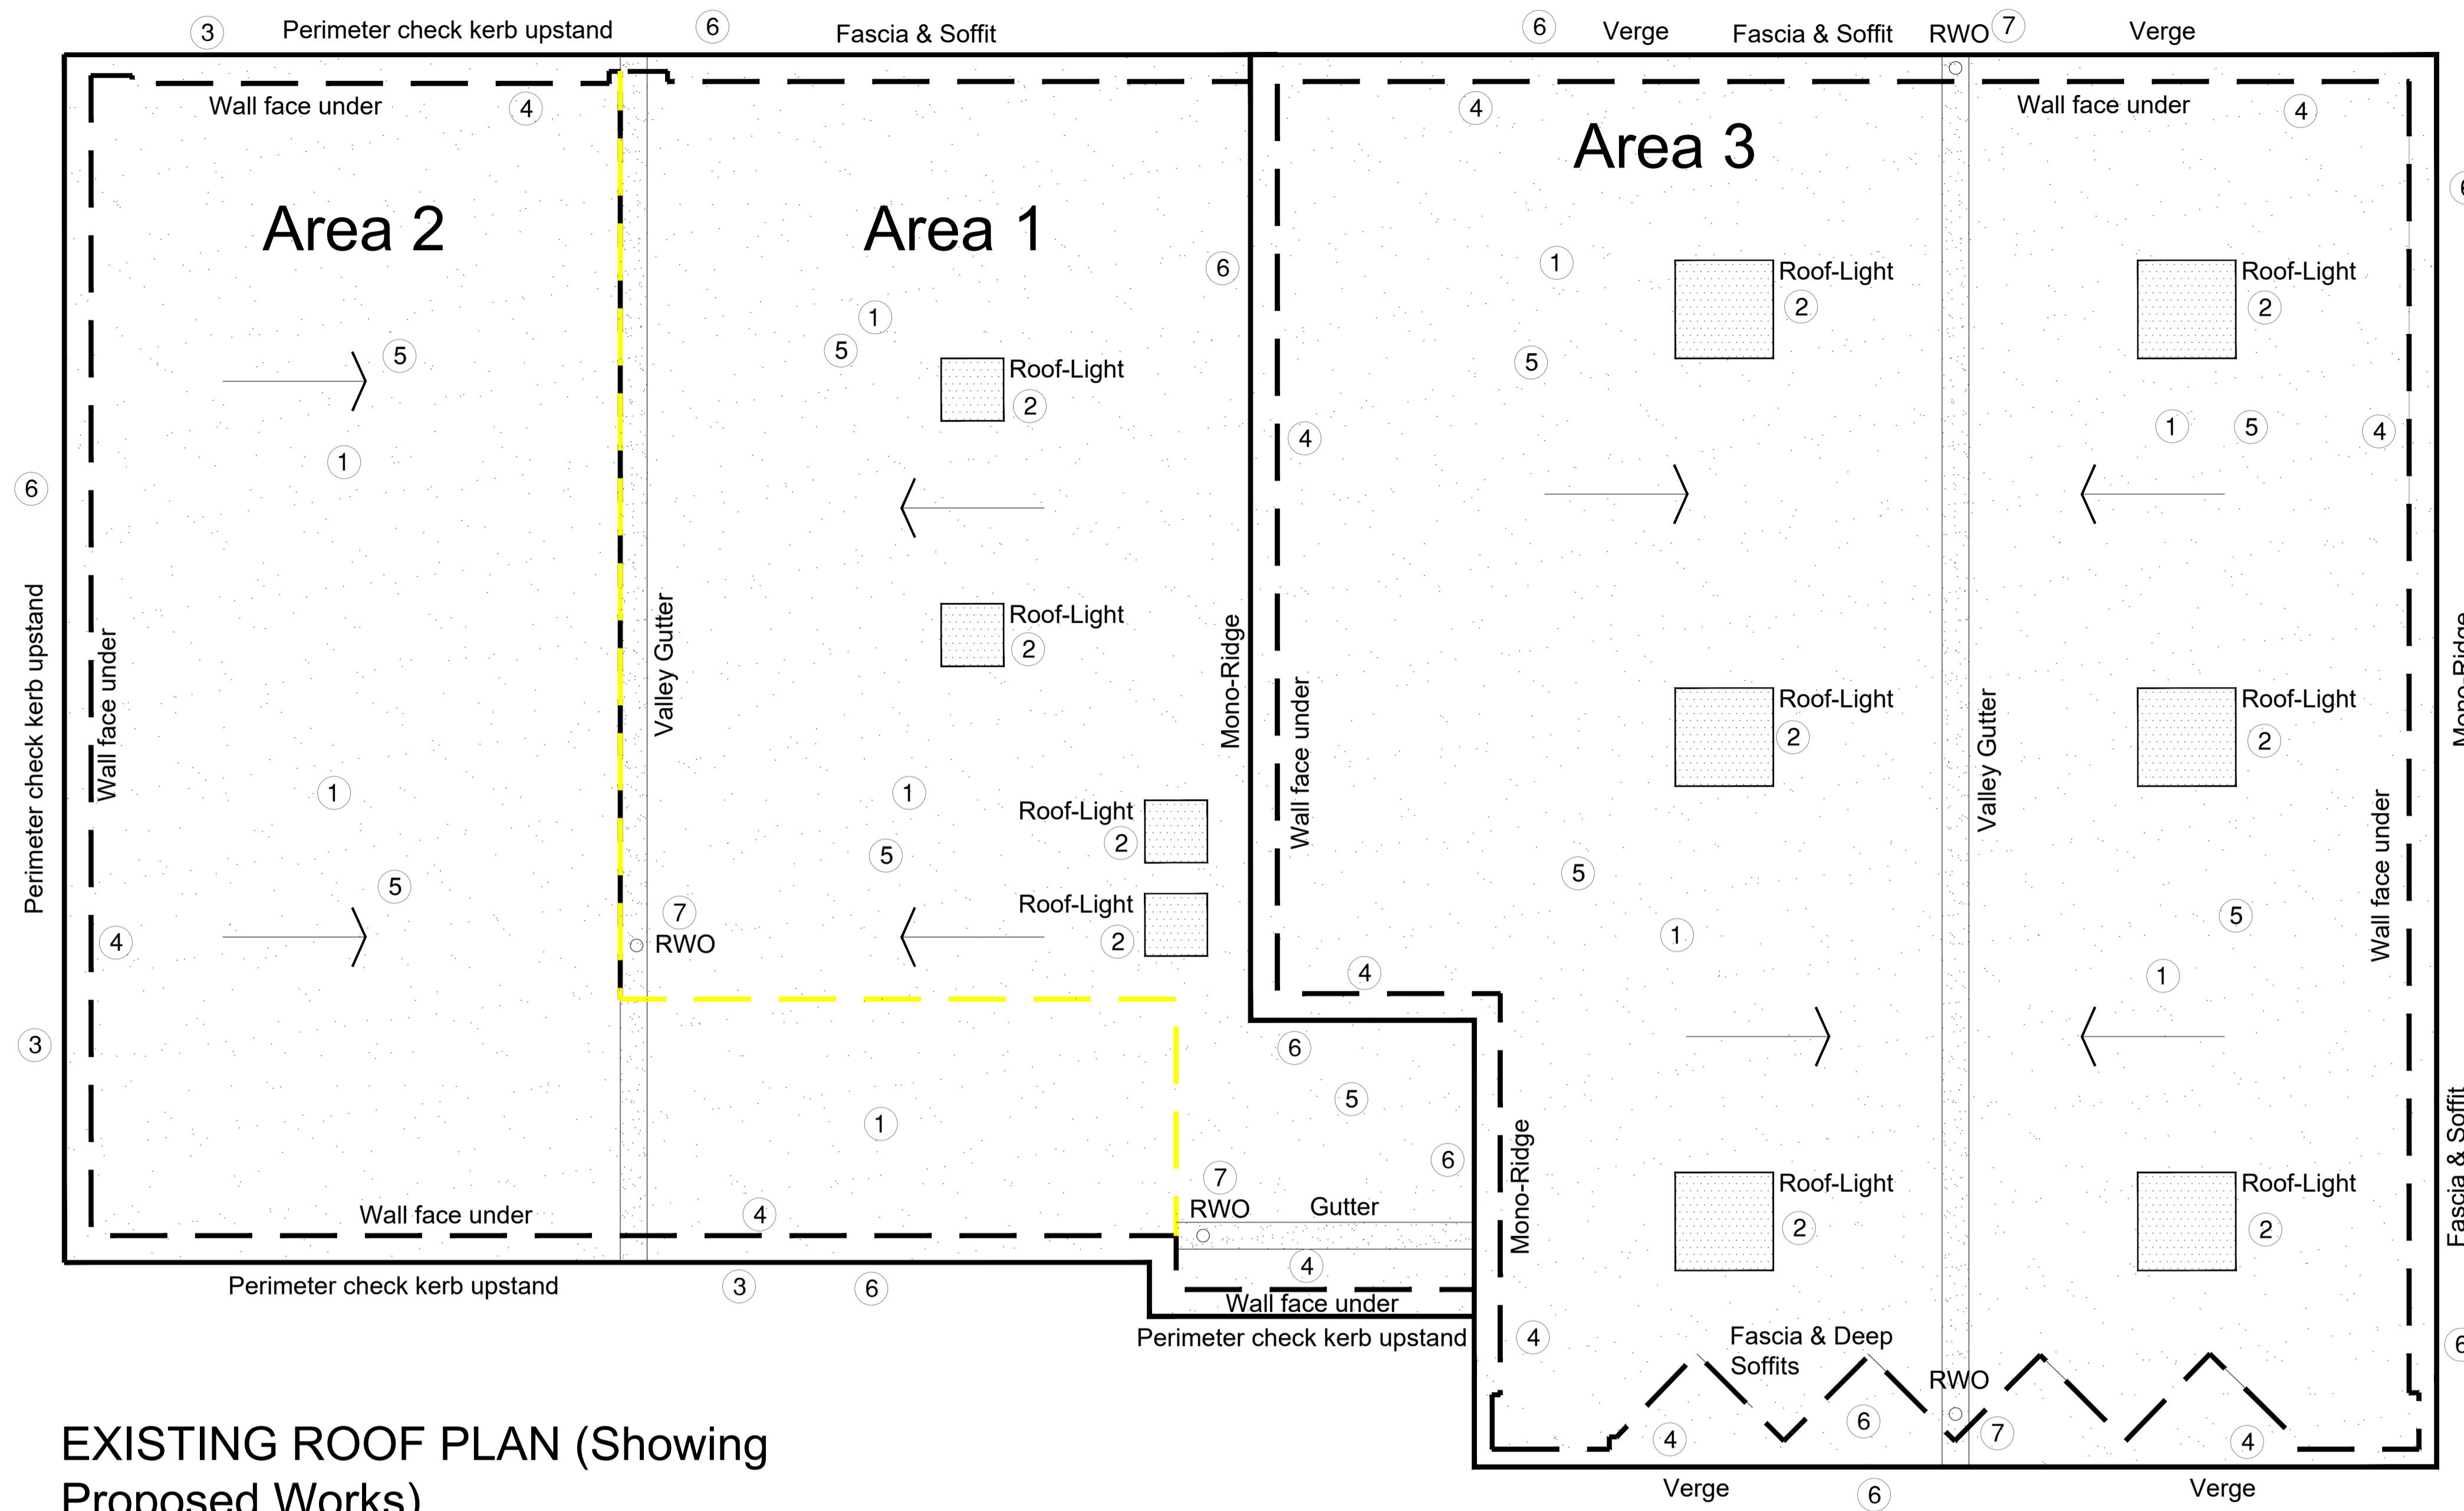 3
Perimeter check kerb upstand
6
Fascia & Soffit
6
Verge
Fascia & Soffit
RWO
7
Verge
Wall face under
4
4
Wall face under
4
Area 3
6
Area 2
Area 1
6
1
Roof-Light
2
Roof-Light
2
1
5
5
5
Roof-Light
2
1
4
1
5
4
6
Perimeter check kerb upstand
Wall face under
Valley Gutter
Roof-Light
2
Mono-Ridge
Wall face under
Roof-Light
2
Valley Gutter
Roof-Light
2
Wall face under
Mono-Ridge
1
1
5
Roof-Light
2
Roof-Light
2
5
4
7
RWO
5
1
5
1
4
3
6
5
1
6
7
RWO
Gutter
Mono-Ridge
Roof-Light
2
Roof-Light
2
Fascia & Soffit
Wall face under
4
4
Wall face under
Perimeter check kerb upstand
3
6
Perimeter check kerb upstand
4
Fascia & Deep
Soffits
RWO
6
4
6
7
4
Verge
6
Verge
EXISTING ROOF PLAN (Showing
Proposed Works)